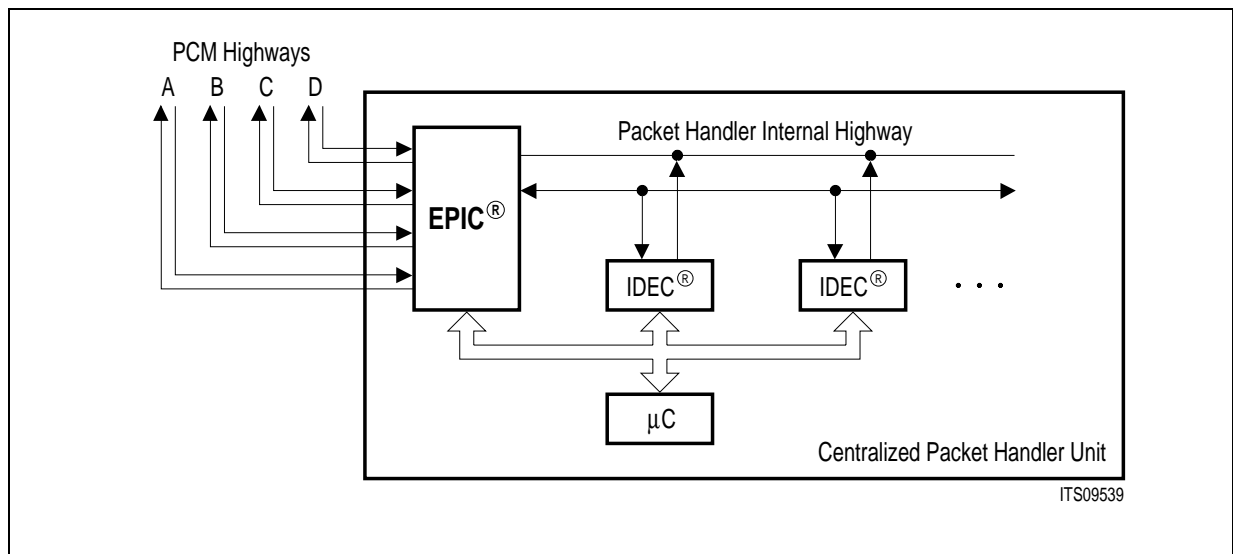 PCM Highways
A B C D
Packet Handler Internal Highway
EPIC®
IDEC®
IDEC®
. . .
μC
Centralized Packet Handler Unit
ITS09539